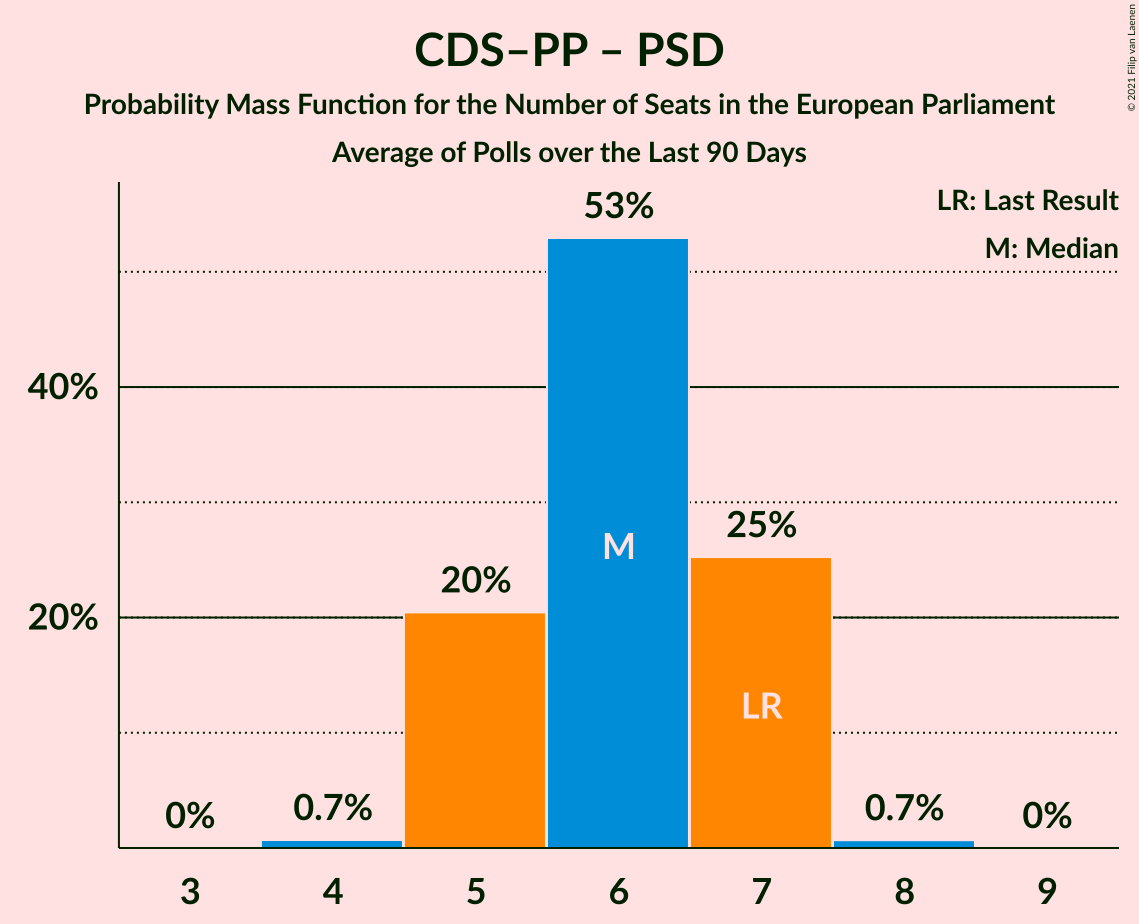 CDS–PP – PSD
Probability Mass Function for the Number of Seats in the European Parliament
Average of Polls over the Last 90 Days
© 2021 Filip van Laenen
LR: Last Result
M: Median
53%
40%
25%
M
20%
20%
LR
0%
0.7%
0.7%
0%
3
4
5
6
7
8
9